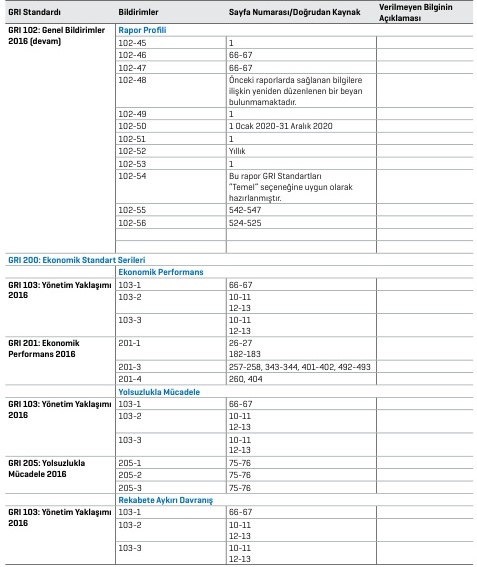 GRI Standardı Bildirimler Sayfa Numarası/Doğrudan Kaynak Verilmeyen Bilginin
Açıklaması
GRI 102: Genel Bildirimler Rapor Profili
2016 (devam) 102-45 1
102-46 66-67
102-47 66-67
102-48 Önceki raporlarda sağlanan bilgilere
ilişkin yeniden düzenlenen bir beyan
bulunmamaktadır.
102-49 1
102-50 1 Ocak 2020-31 Aralık 2020
102-51 1
102-52 Yıllık
102-53 1
102-54 Bu rapor GRI Standartları
“Temel” seçeneğine uygun olarak
hazırlanmıştır.
102-55 542-547
102-56 524-525
GRI 200: Ekonomik Standart Serileri
Ekonomik Performans
GRI 103: Yönetim Yaklaşımı 103-1 66-67
2016 103-2 10-11
12-13
103-3 10-11
12-13
GRI 201: Ekonomik 201-1 26-27
Performans 2016 182-183
201-3 257-258, 343-344, 401-402, 492-493
201-4 260, 404
Yolsuzlukla Mücadele
GRI 103: Yönetim Yaklaşımı 103-1 66-67
2016 103-2 10-11
12-13
103-3 10-11
12-13
GRI 205: Yolsuzlukla 205-1 75-76
Mücadele 2016 205-2 75-76
205-3 75-76
Rekabete Aykırı Davranış
GRI 103: Yönetim Yaklaşımı 103-1 66-67
2016 103-2 10-11
12-13
103-3 10-11
12-13